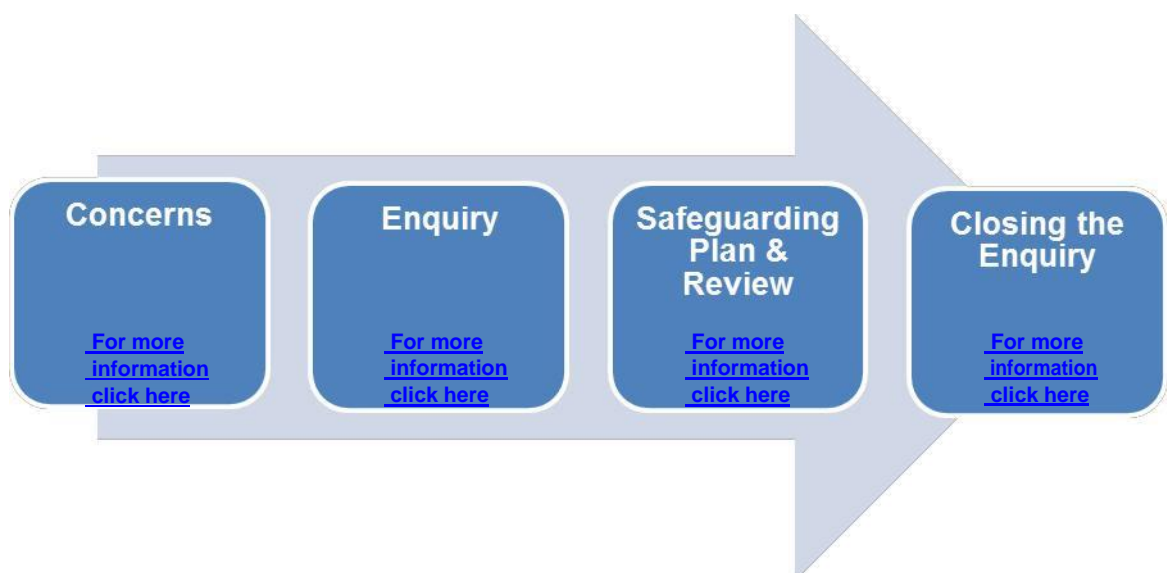 Concerns
For more
information
click here
Enquiry
For more
information
click here
Safeguarding
Plan &
Review
For more
information
click here
Closing the
Enquiry
For more
information
click here